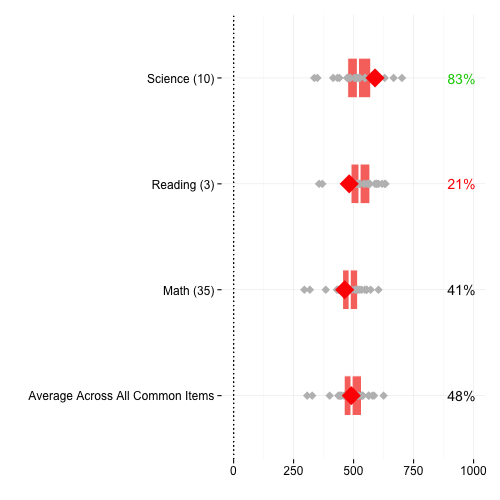 Science (10) 83%
Reading (3) 21%
Math (35) 41%
Average Across All Common Items 48%
0 250 500 750 1000